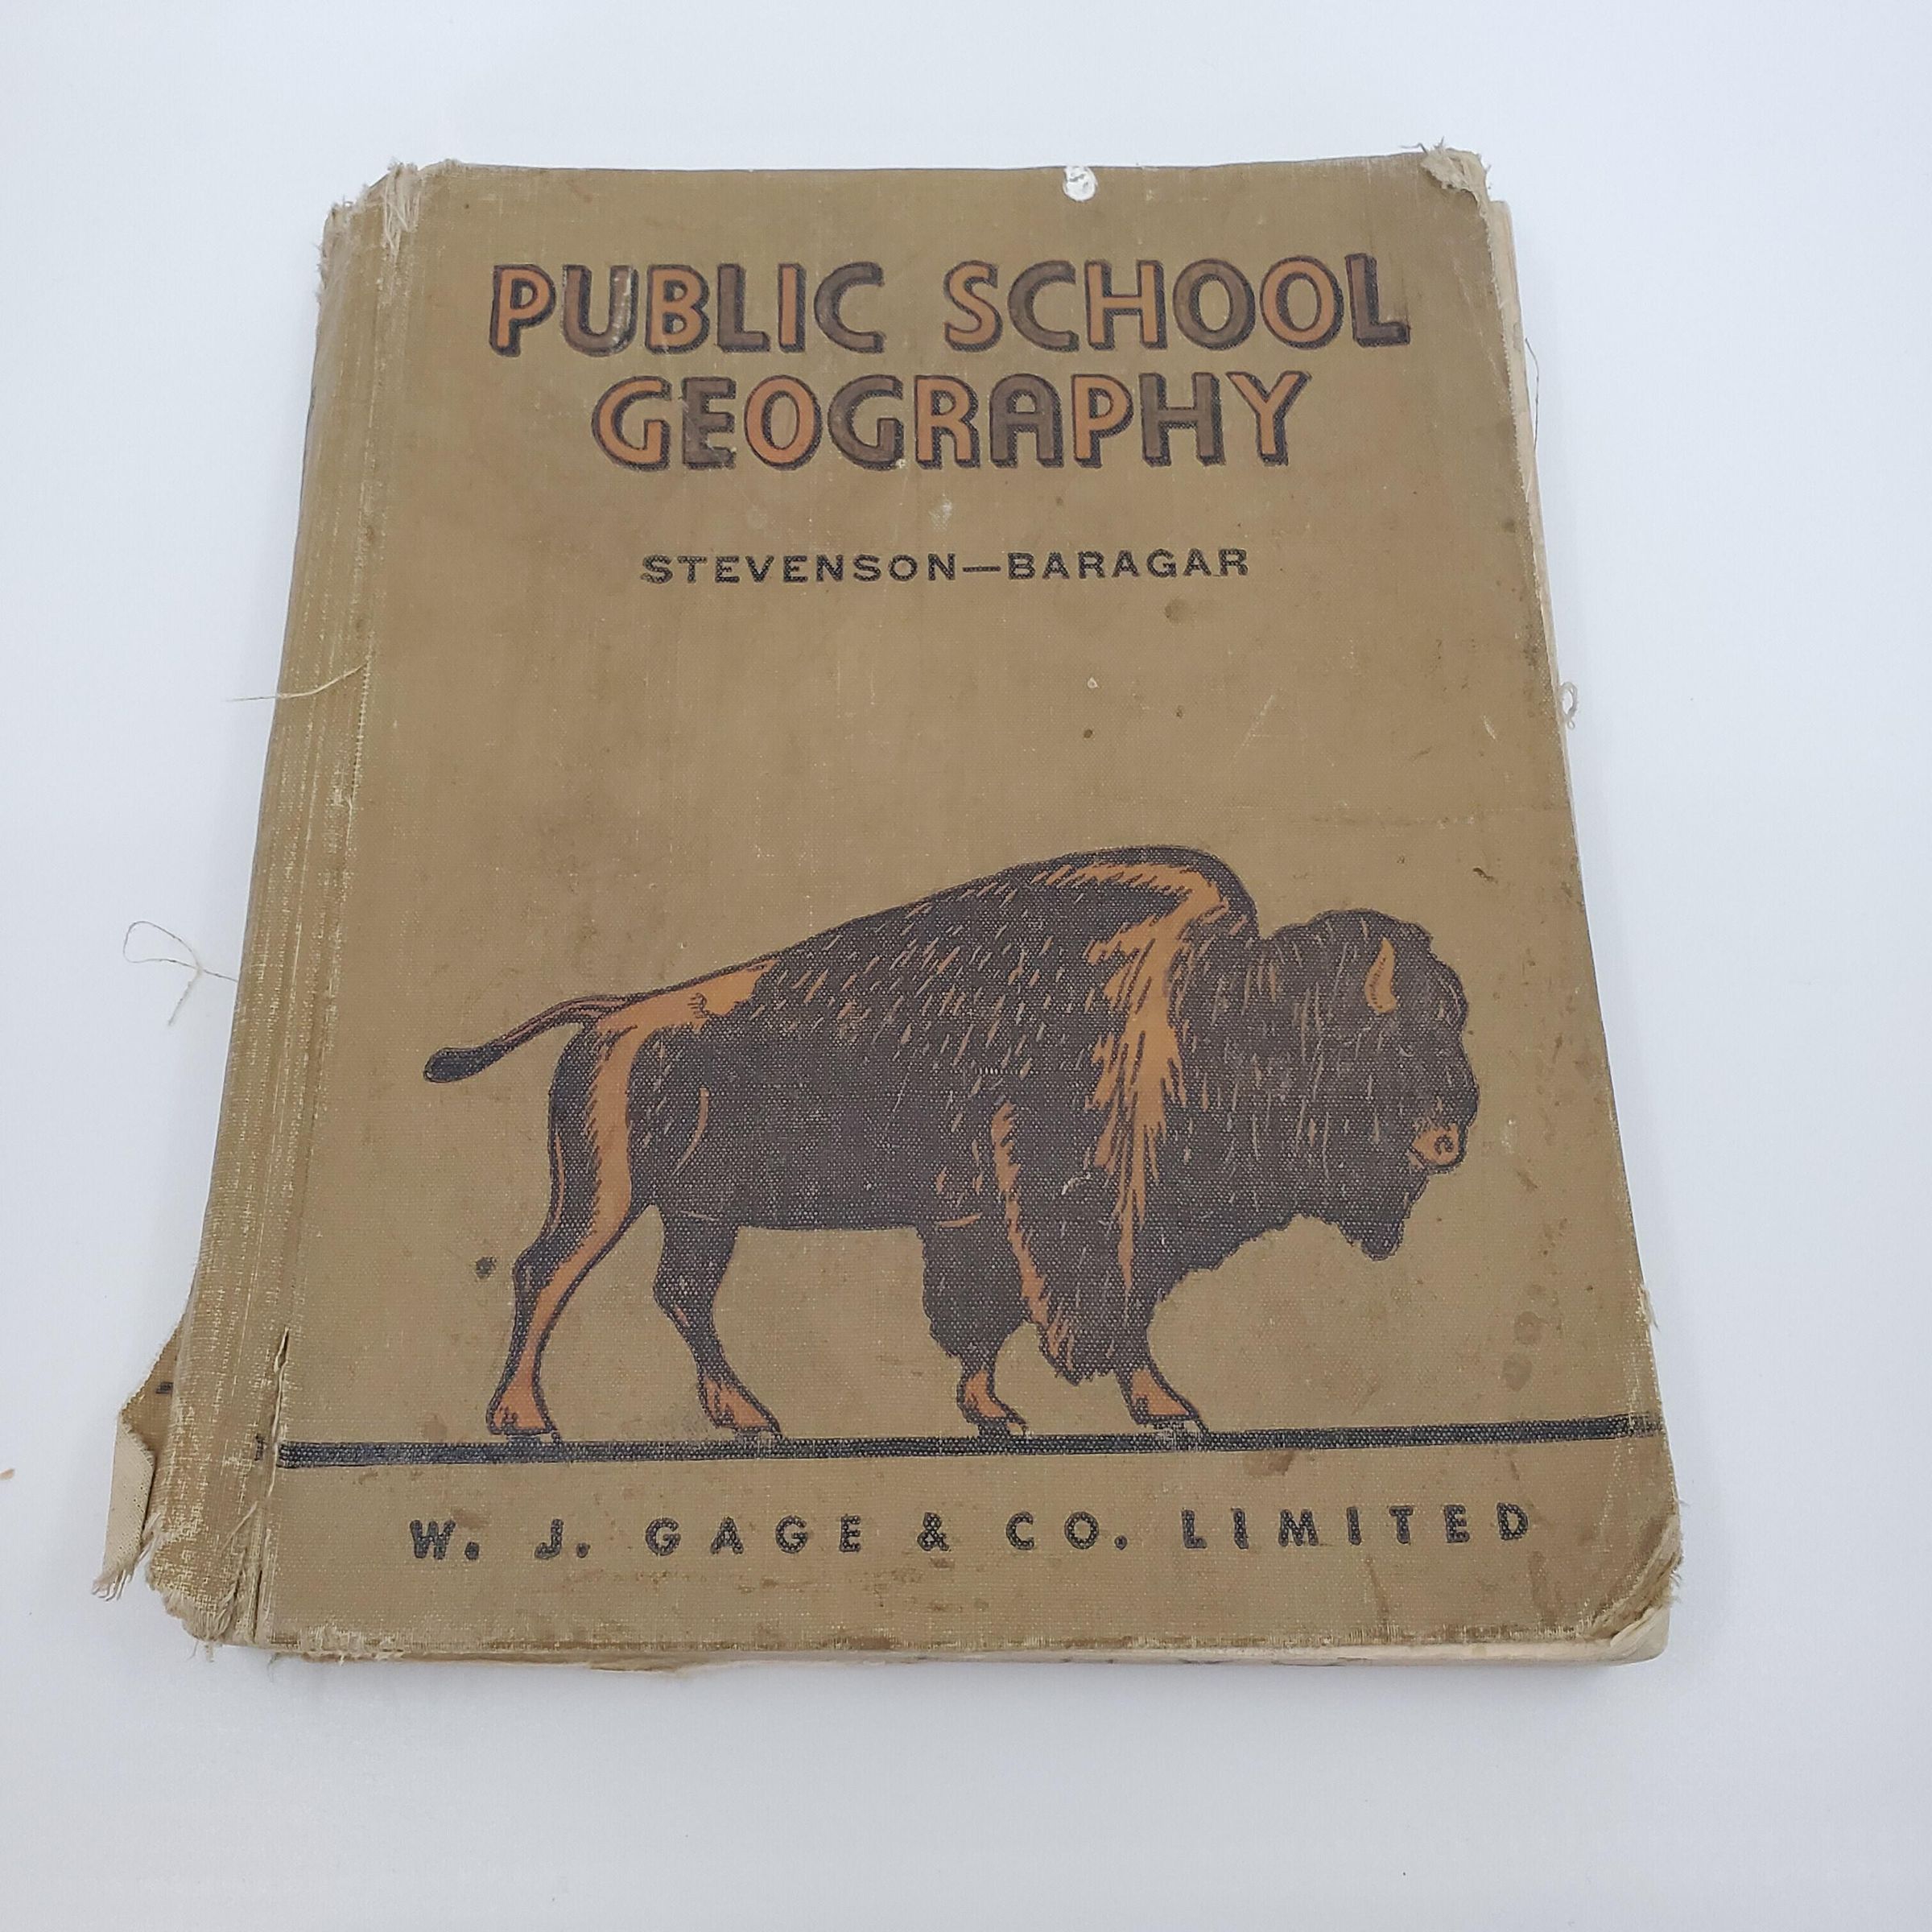 PUBLIC SCHOOL
GEOGRAPHY
STEVENSON—BARAGAR
W. J. GAGE & CO. LIMITED